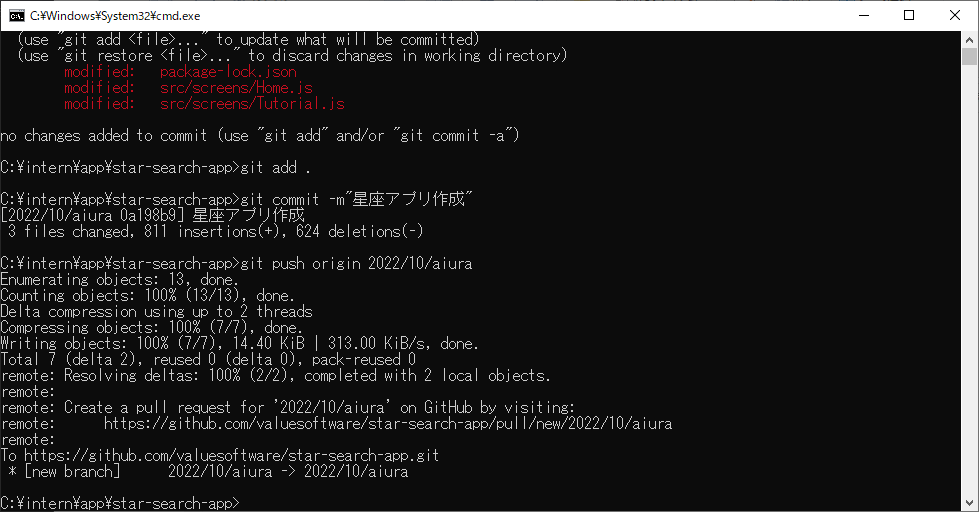 C:¥Windows¥System32¥cmd.exe
(use "git add <file>..." to update what will be committed)
(use "git restore <file>..." to discard changes in working directory)
modified: package-lock.json
modified: src/screens/Home.js
modified: src/screens/Tutorial.js
no changes added to commit (use "git add" and/or "git commit -a")
C:¥intern¥app¥star-search-app>git add .
C:¥intern¥app¥star-search-app>git commit -m"星座アプリ作成"
[2022/10/aiura 0a198b9] 星座アプリ作成
3 files changed, 811 insertions(+), 624 deletions(-)
C:¥intern¥app¥star-search-app>git push origin 2022/10/aiura
Enumerating objects: 13, done.
Counting objects: 100% (13/13), done.
Delta compression using up to 2 threads
Compressing objects: 100% (7/7), done.
Writing objects: 100% (7/7), 14.40 KiB | 313.00 KiB/s, done.
Total 7 (delta 2), reused 0 (delta 0), pack-reused 0
remote: Resolving deltas: 100% (2/2), completed with 2 local objects.
remote:
remote: Create a pull request for '2022/10/aiura' on GitHub by visiting:
remote: https://github.com/valuesoftware/star-search-app/pull/new/2022/10/aiura
remote:
To https://github.com/valuesoftware/star-search-app.git
* [new branch] 2022/10/aiura -> 2022/10/aiura
C:¥intern¥app¥star-search-app>